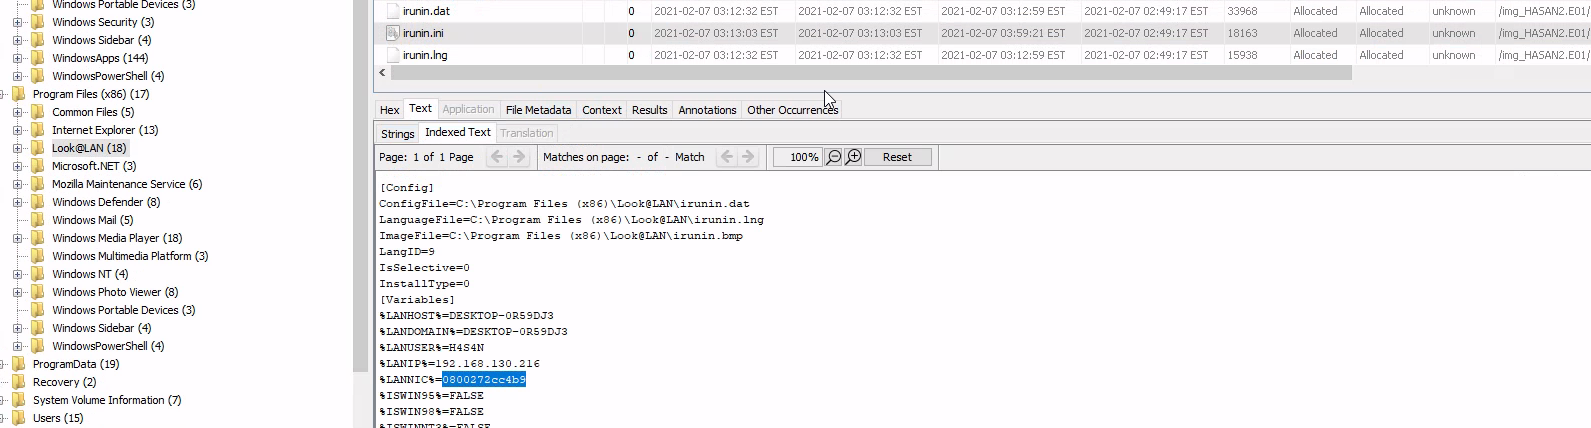 Windows Portable Devices (3)
Windows Security (3)
Windows Sidebar (4)
WindowsApps (144)
WindowsPowerShell (4)
Program Files (x86) (17)
Common Files (5)
Internet Explorer (13)
Look@LAN (18)
Microsoft.NET (3)
Mozilla Maintenance Service (6)
Windows Defender (8)
Windows Mail (5)
Windows Media Player (18)
Windows Multimedia Platform (3)
Windows NT (4)
Windows Photo Viewer (8)
Windows Portable Devices (3)
Windows Sidebar (4)
WindowsPowerShell (4)
ProgramData (19)
Recovery (2)
System Volume Information (7)
Users (15)
irunin.dat 0 2021-02-07 03:12:32 EST 2021-02-07 03:12:32 EST 2021-02-07 03:12:59 EST 2021-02-07 02:49:17 EST 33968 Allocated Allocated unknown /img_HASAN2.E01/
irunin.ini 0 2021-02-07 03:13:03 EST 2021-02-07 03:13:03 EST 2021-02-07 03:59:21 EST 2021-02-07 02:49:17 EST 18163 Allocated Allocated unknown /img_HASAN2.E01/
irunin.lng 0 2021-02-07 03:12:32 EST 2021-02-07 03:12:32 EST 2021-02-07 03:12:59 EST 2021-02-07 02:49:17 EST 15938 Allocated Allocated unknown /img_HASAN2.E01/
Hex Text Application File Metadata Context Results Annotations Other Occurrences
Strings Indexed Text Translation
Page: 1 of 1 Page Matches on page: - of - Match 100% Reset
[Config]
ConfigFile=C:\Program Files (x86)\Look@LAN\irunin.dat
LanguageFile=C:\Program Files (x86)\Look@LAN\irunin.lng
ImageFile=C:\Program Files (x86)\Look@LAN\irunin.bmp
LangID=9
IsSelective=0
InstallType=0
[Variables]
%LANHOST%=DESKTOP-0R59DJ3
%LANDOMAIN%=DESKTOP-0R59DJ3
%LANUSER%=H4S4N
%LANIP%=192.168.130.216
%LANNIC%=0800272cc4b9
%ISWIN95%=FALSE
%ISWIN98%=FALSE
%ISWINNT3%=FALSE